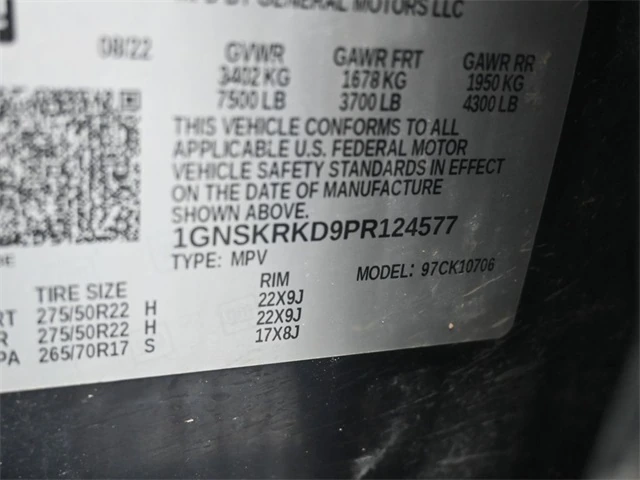 BY GENERAL MOTORS LLC
08/22 GVWR GAWR FRT GAWR RR
3402 KG 1678 KG 1950 KG
7500 LB 3700 LB 4300 LB
THIS VEHICLE CONFORMS TO ALL
APPLICABLE U.S. FEDERAL MOTOR
VEHICLE SAFETY STANDARDS IN EFFECT
ON THE DATE OF MANUFACTURE
1GNSKRKD9PR124577
TYPE: MPV MODEL: 97CK10706
TIRE SIZE RIM
RT 275/50R22 H 22X9J
R 275/50R22 H 22X9J
PA 265/70R17 S 17X8J